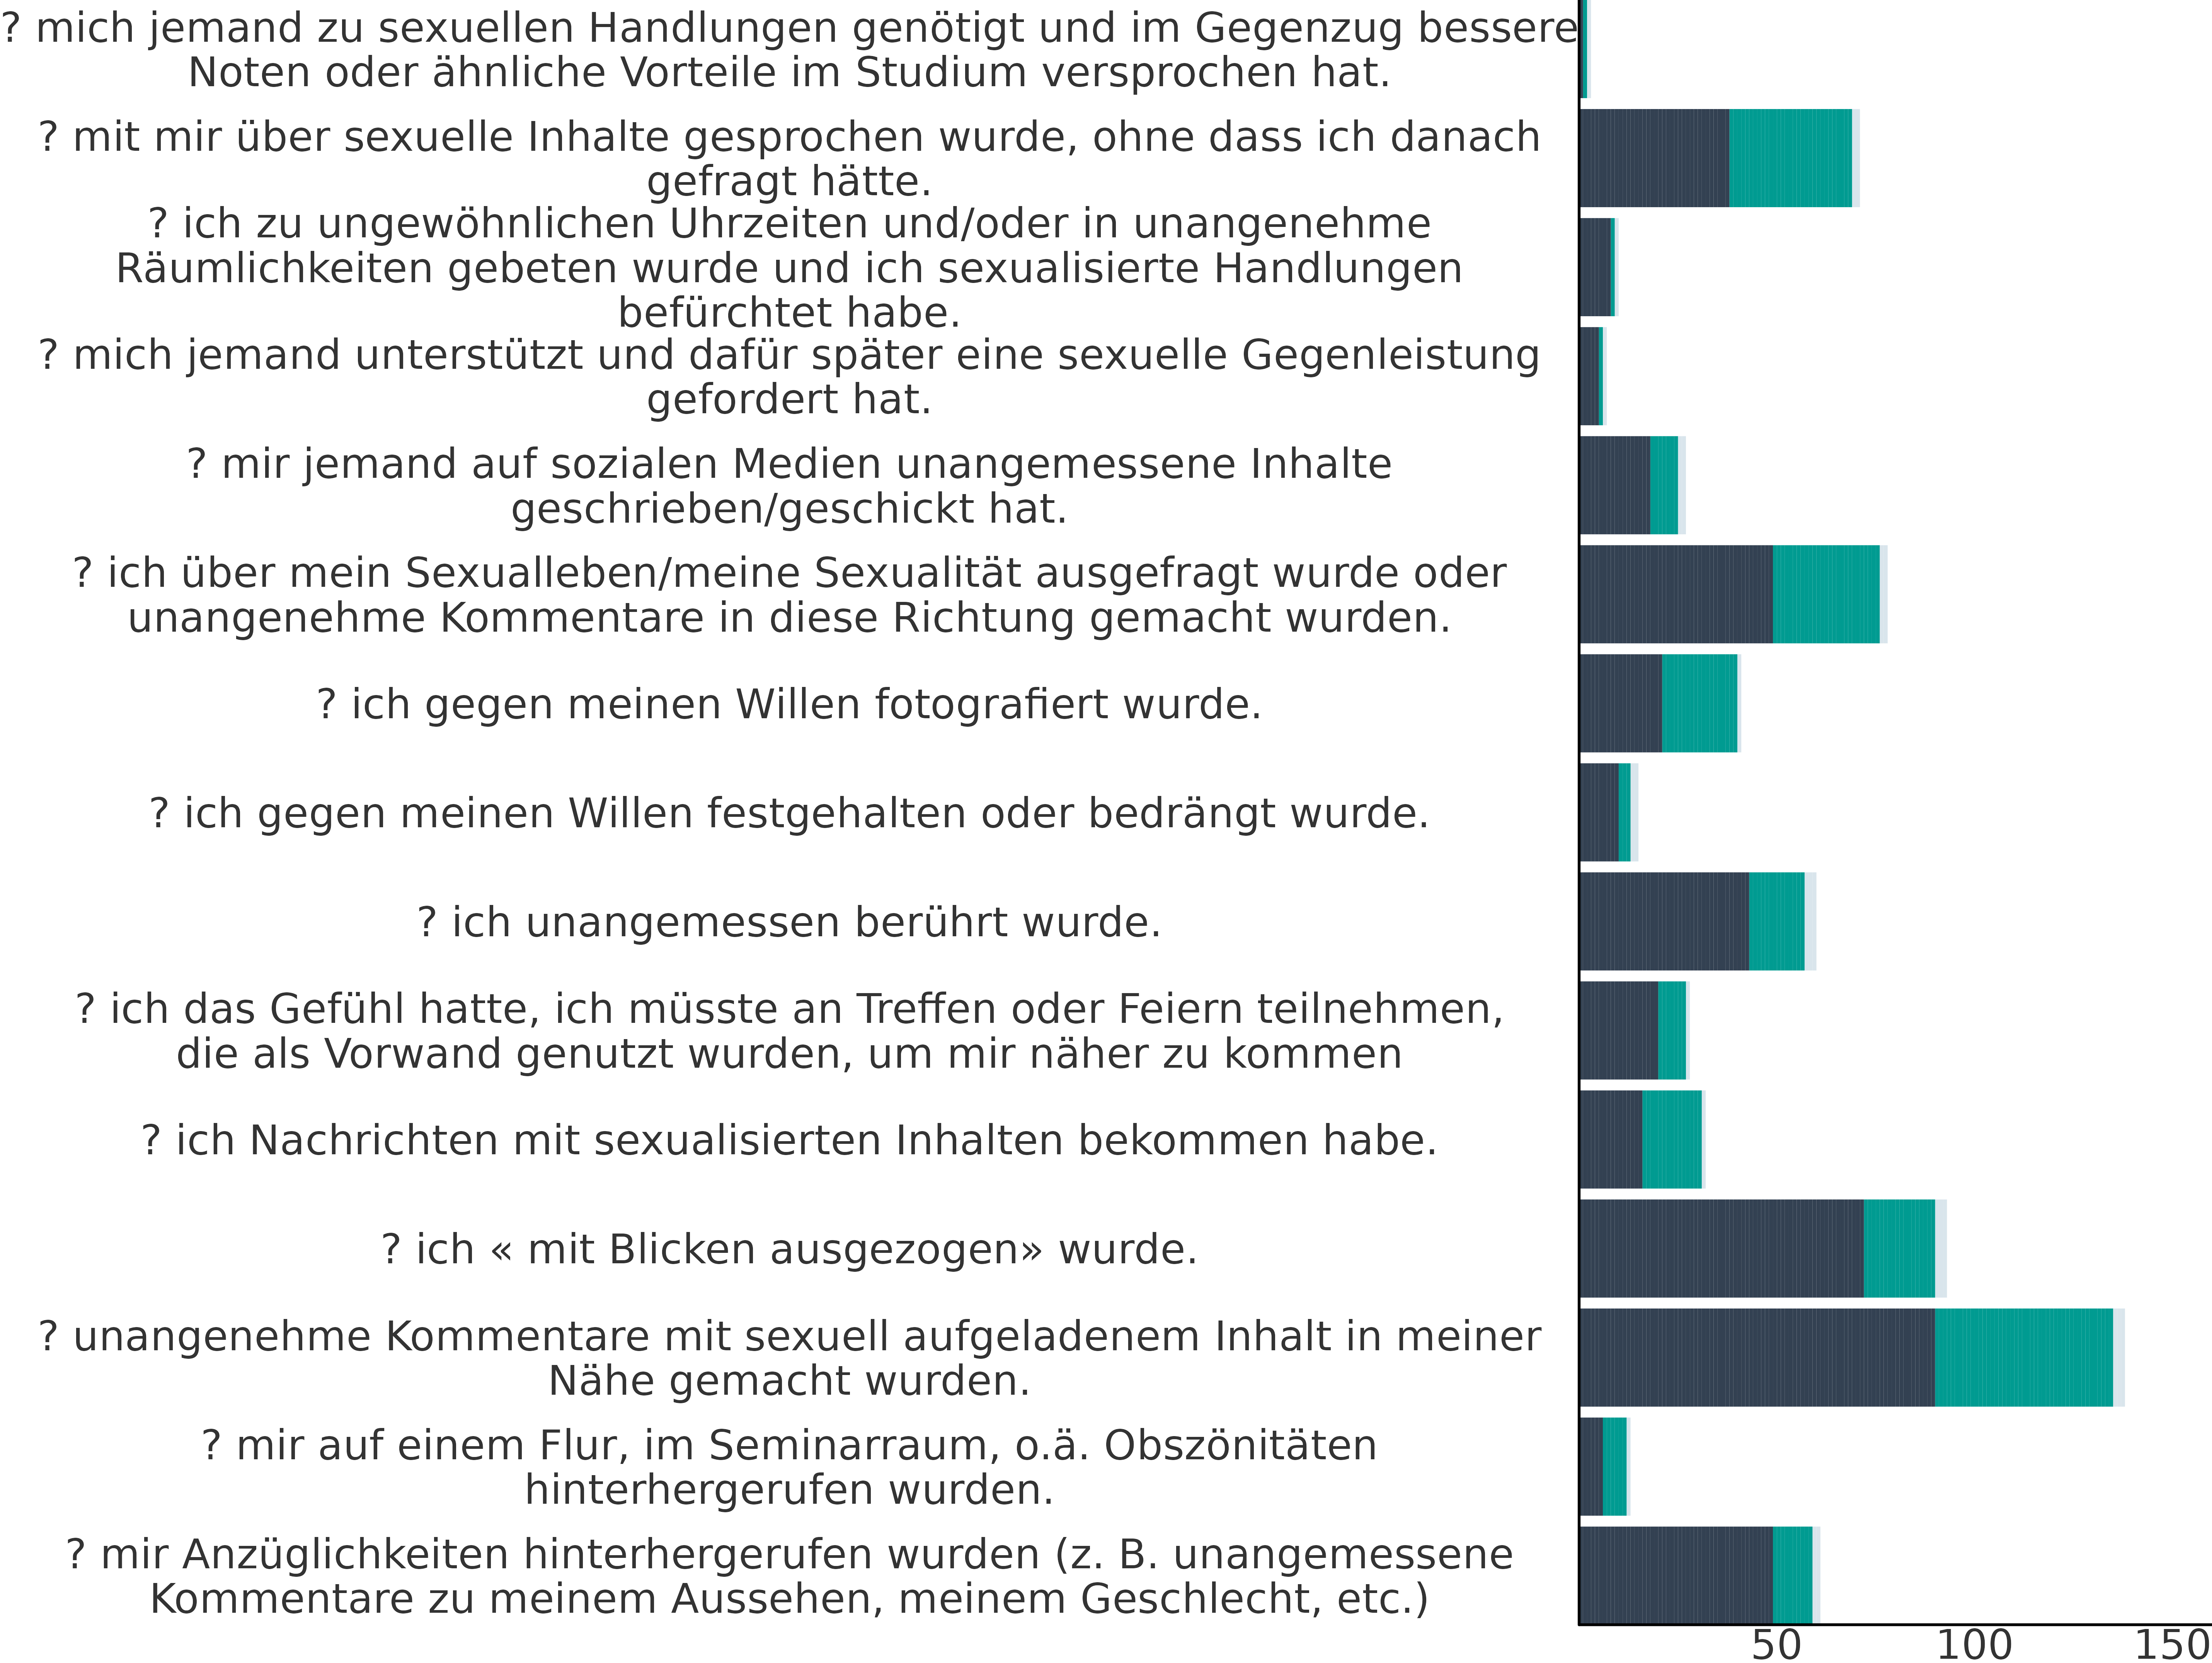 ? mich jemand zu sexuellen Handlungen genötigt und im Gegenzug bessere
Noten oder ähnliche Vorteile im Studium versprochen hat.
? mit mir über sexuelle Inhalte gesprochen wurde, ohne dass ich danach
gefragt hätte.
? ich zu ungewöhnlichen Uhrzeiten und/oder in unangenehme
Räumlichkeiten gebeten wurde und ich sexualisierte Handlungen
befürchtet habe.
? mich jemand unterstützt und dafür später eine sexuelle Gegenleistung
gefordert hat.
? mir jemand auf sozialen Medien unangemessene Inhalte
geschrieben/geschickt hat.
? ich über mein Sexualleben/meine Sexualität ausgefragt wurde oder
unangenehme Kommentare in diese Richtung gemacht wurden.
? ich gegen meinen Willen fotografiert wurde.
? ich gegen meinen Willen festgehalten oder bedrängt wurde.
? ich unangemessen berührt wurde.
? ich das Gefühl hatte, ich müsste an Treffen oder Feiern teilnehmen,
die als Vorwand genutzt wurden, um mir näher zu kommen
? ich Nachrichten mit sexualisierten Inhalten bekommen habe.
? ich « mit Blicken ausgezogen» wurde.
? unangenehme Kommentare mit sexuell aufgeladenem Inhalt in meiner
Nähe gemacht wurden.
? mir auf einem Flur, im Seminarraum, o.ä. Obszönitäten
hinterhergerufen wurden.
? mir Anzüglichkeiten hinterhergerufen wurden (z. B. unangemessene
Kommentare zu meinem Aussehen, meinem Geschlecht, etc.)
50 100 150